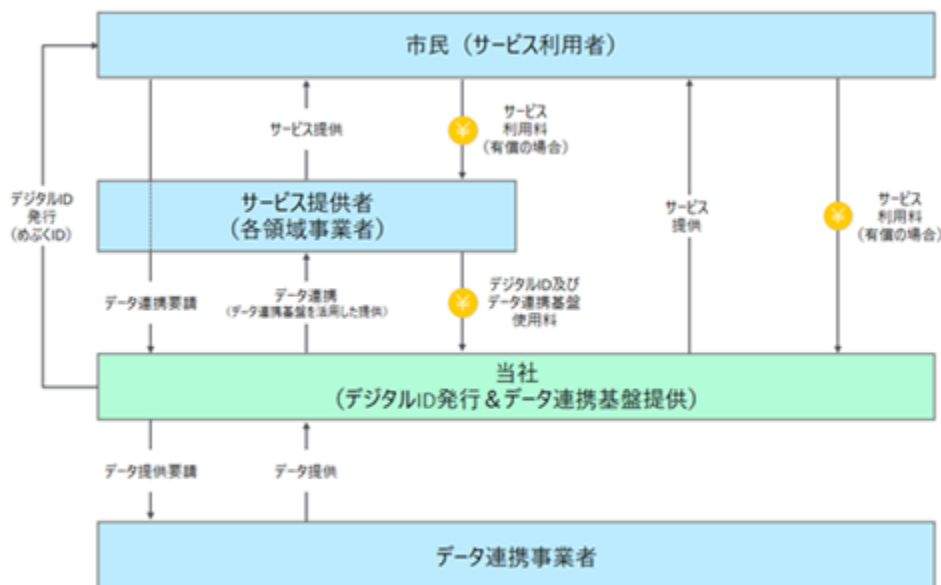 市民（サービス利用者）
サービス提供
サービス
利用料
（有償の場合）
デジタルID
発行
（めぶくID）
サービス提供者
（各領域事業者）
サービス
提供
サービス
利用料
（有償の場合）
データ連携要請
データ連携
（データ連携基盤を活用した提供）
デジタルID及び
データ連携基盤
使用料
当社
（デジタルID発行＆データ連携基盤提供）
データ提供要請
データ提供
データ連携事業者